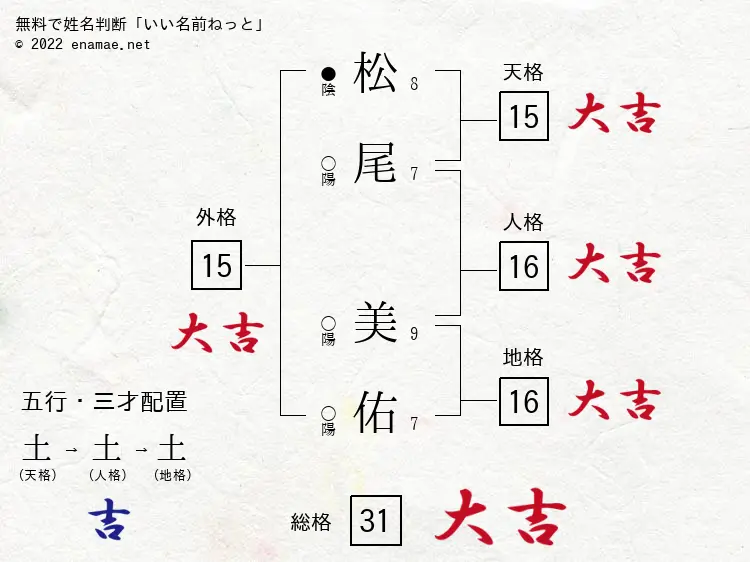 無料で姓名判断「いい名前ねっと」
© 2022 enamae.net
●陰 松 8
○陽 尾 7
○陽 美 9
○陽 佑 7
天格
15 大吉
人格
16 大吉
地格
16 大吉
外格
15
大吉
五行・三才配置
土→土→土
(天格) (人格) (地格)
吉
総格 31 大吉